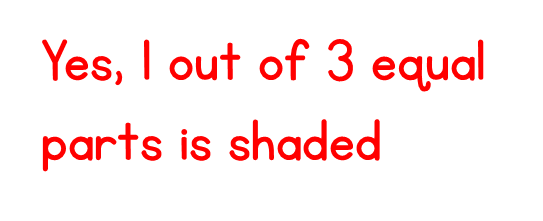 Yes, 1 out of 3 equal
parts is shaded